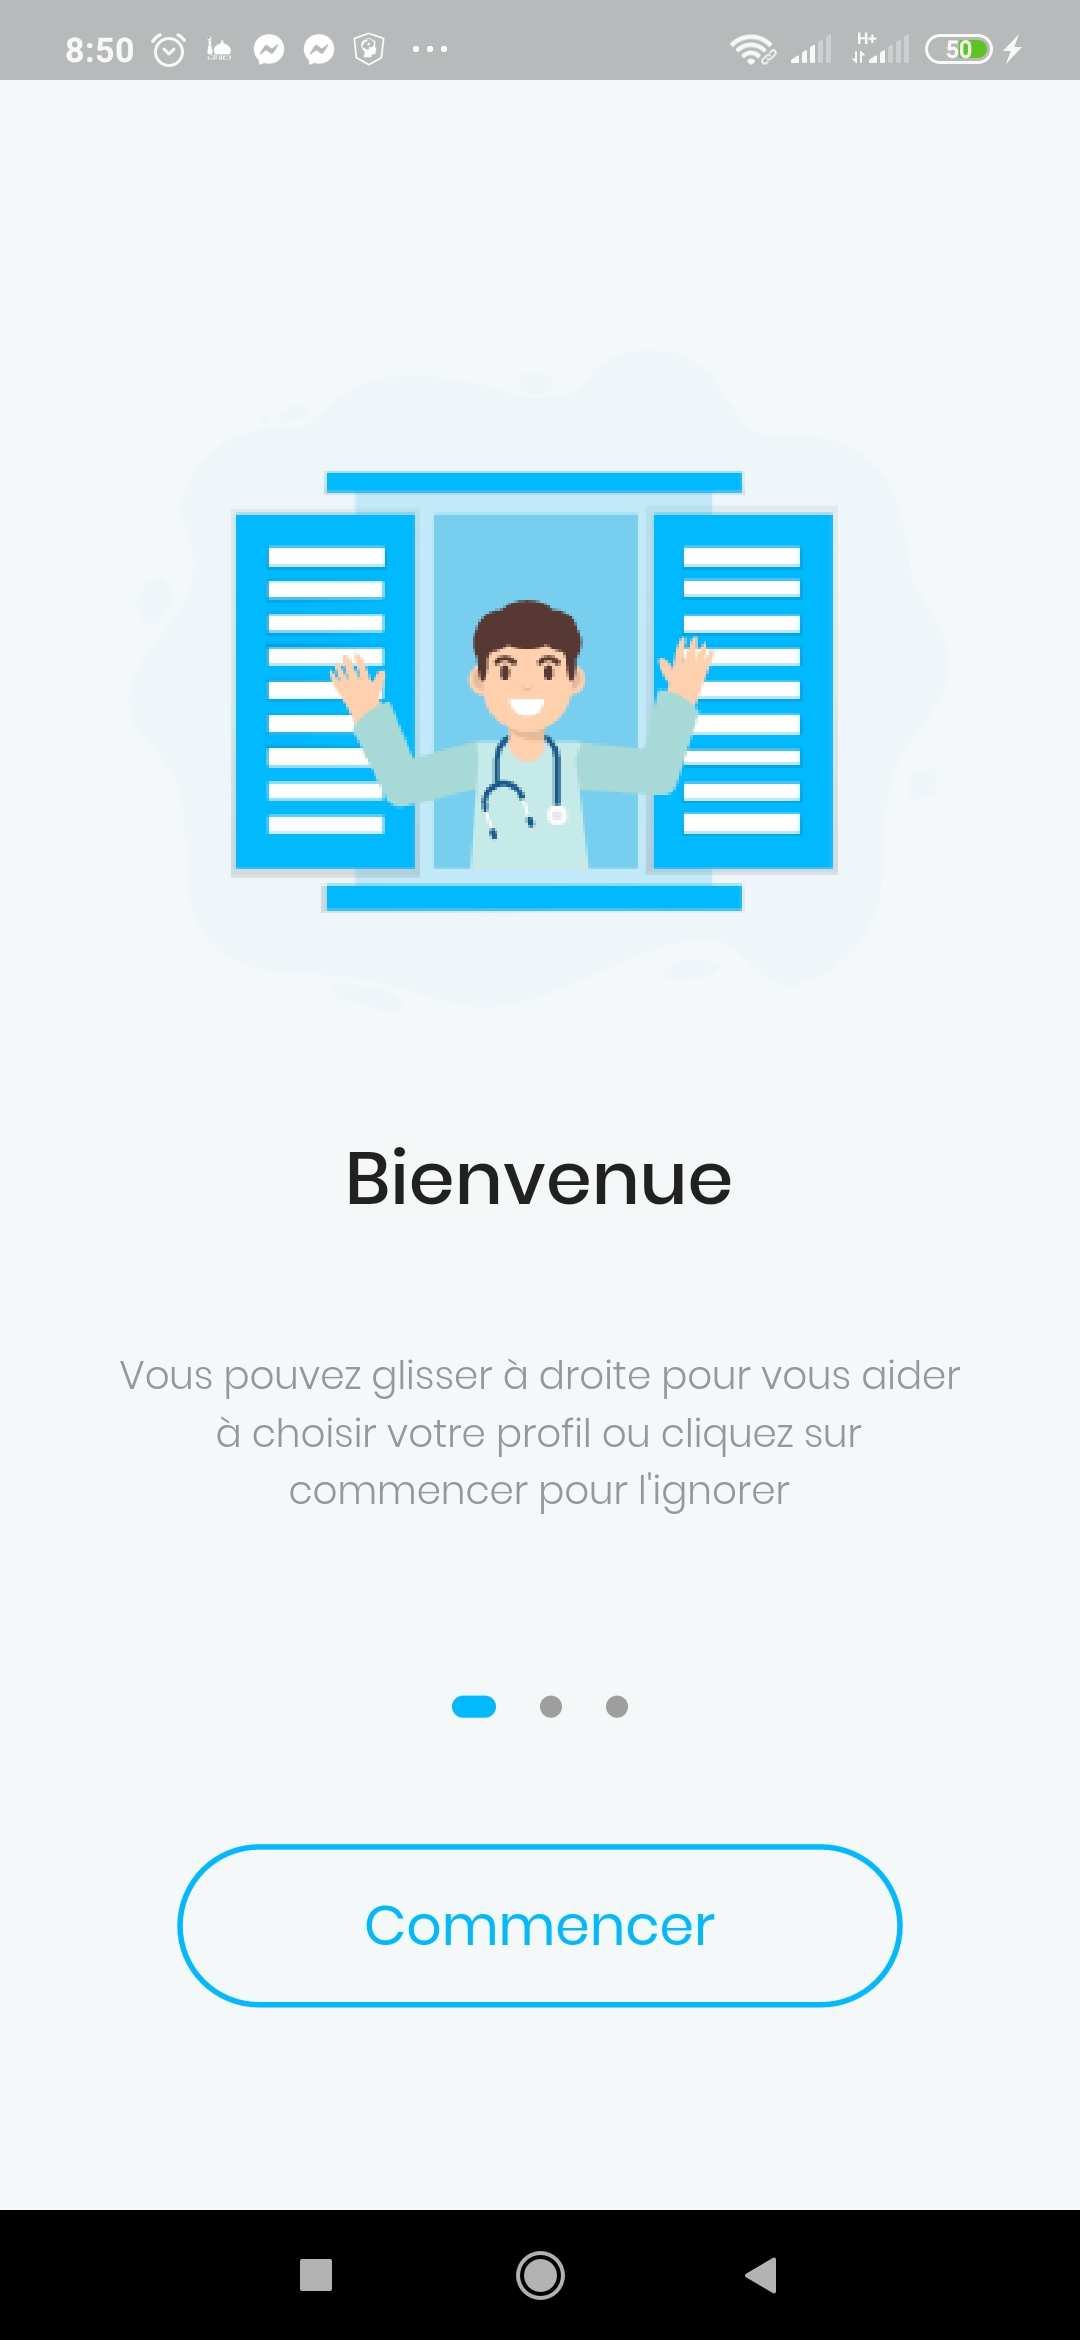 8:50
H+
50
Bienvenue
Vous pouvez glisser à droite pour vous aider
à choisir votre profil ou cliquez sur
commencer pour l'ignorer
Commencer